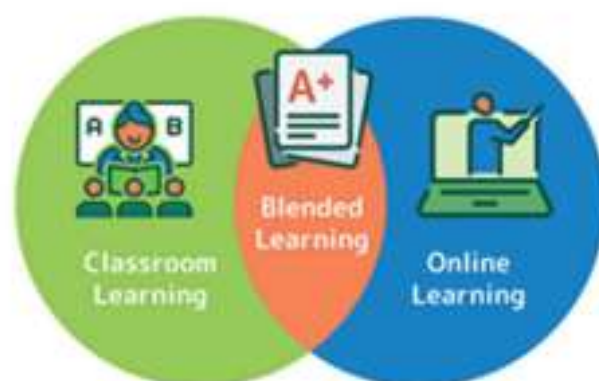 A
B
A+
Blended
Learning
Classroom
Learning
Online
Learning